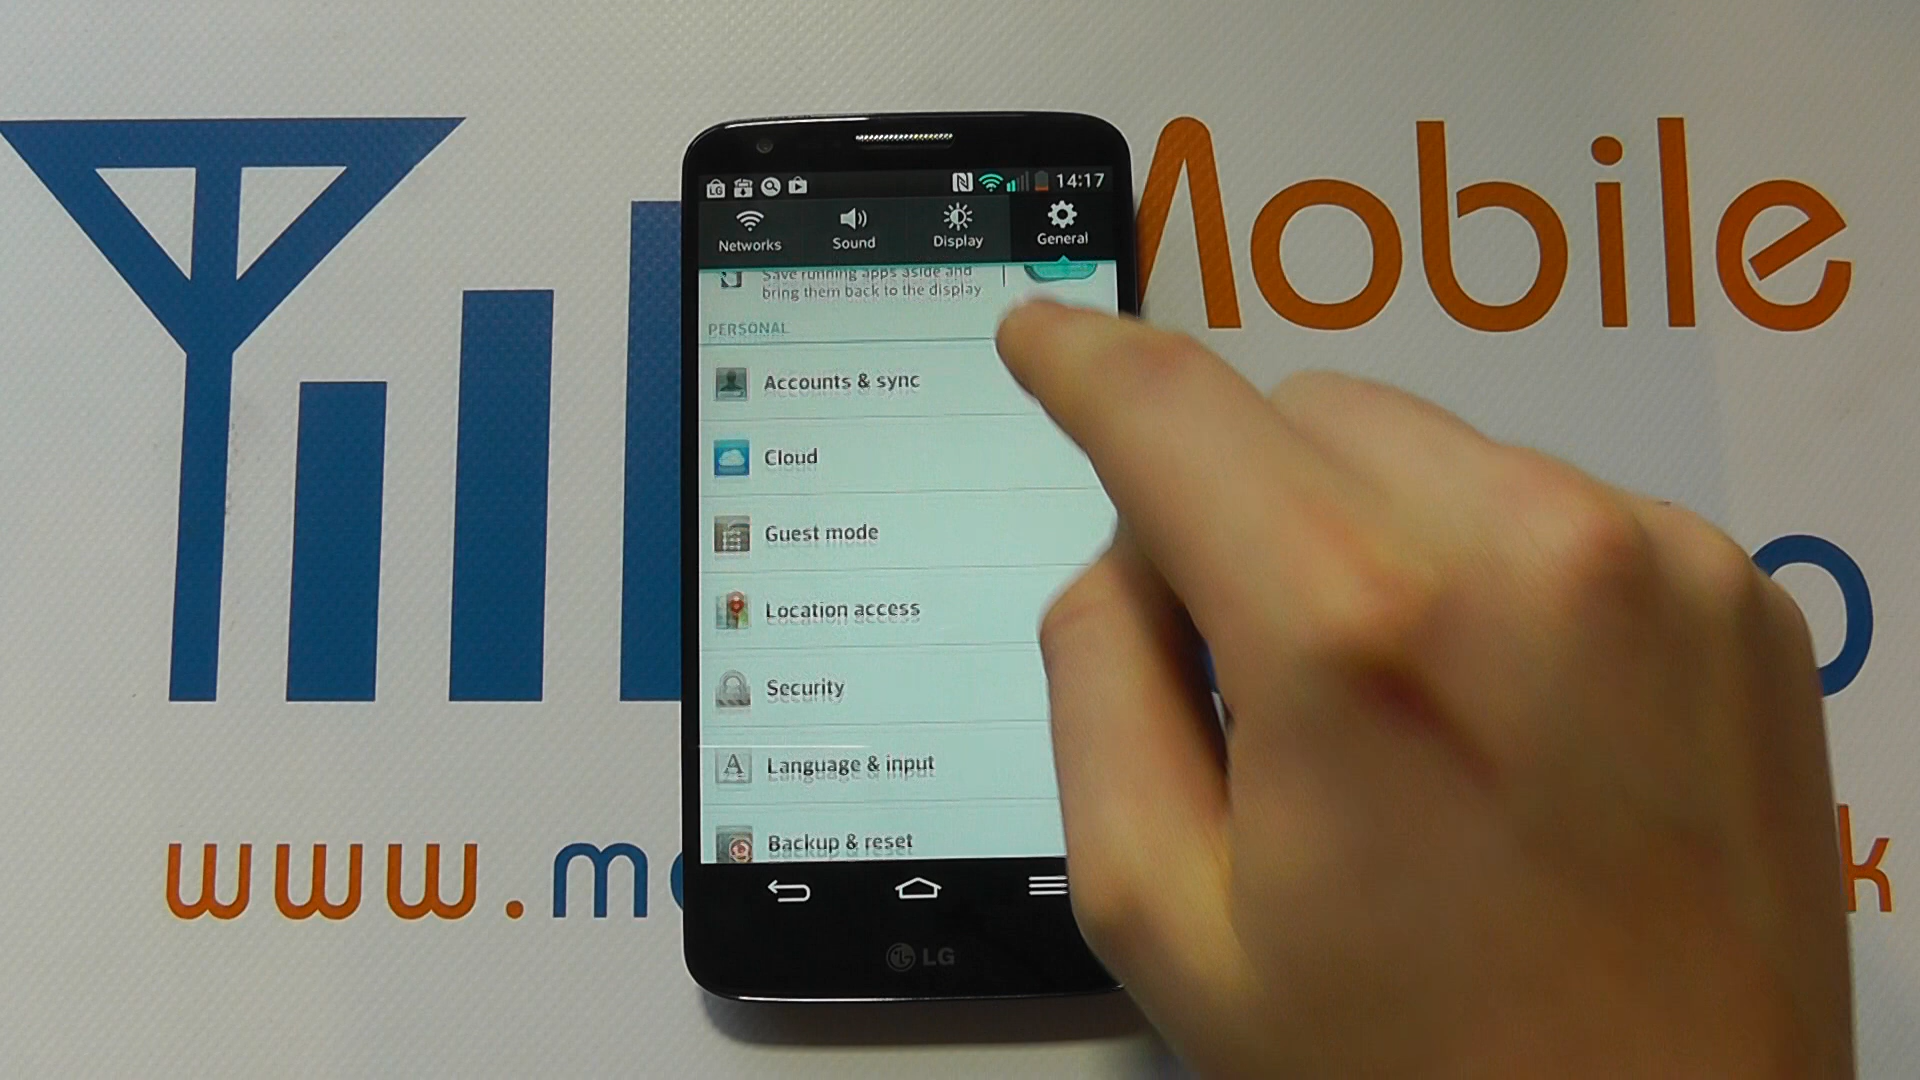 Mobile
14:17
Networks Sound Display General
Save running apps aside and
bring them back to the display
PERSONAL
Accounts & sync
Cloud
Guest mode
Location access
Security
Language & input
Backup & reset
LG
www.m
k